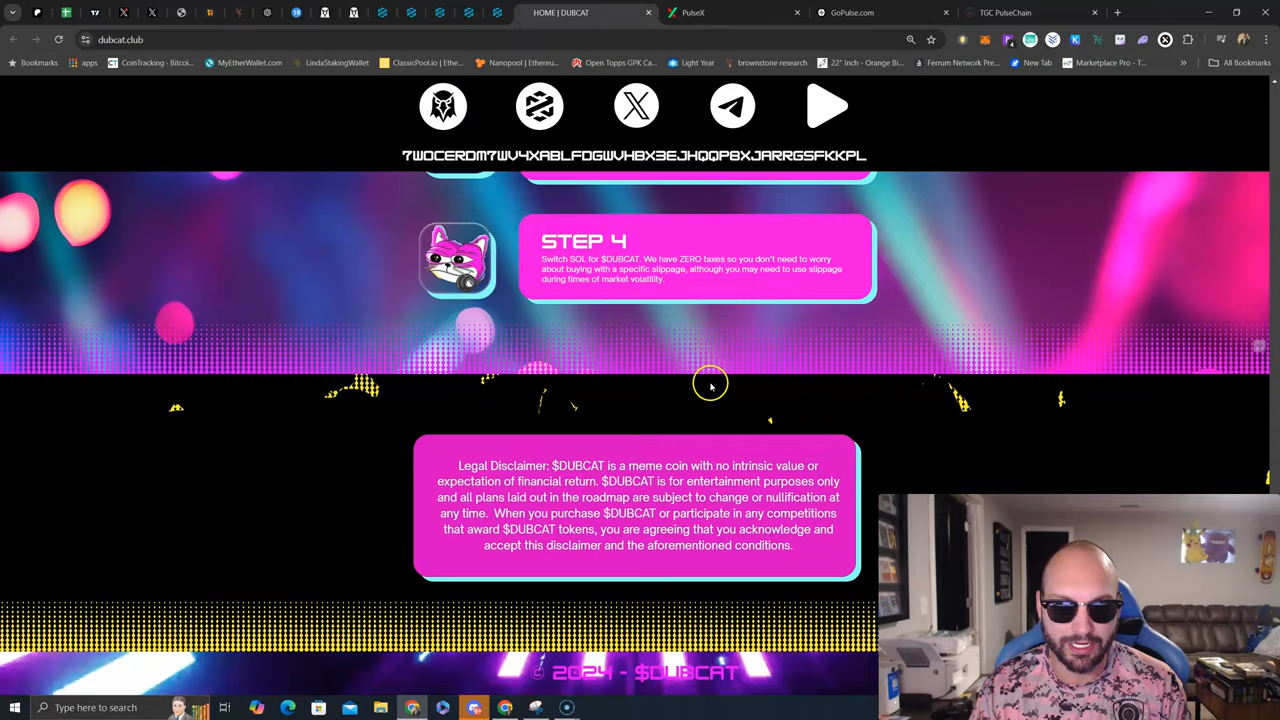 HOME | DUBCAT
PulseX
GoPulse.com
TGC PulseChain
dubcat.club
Bookmarks
apps
CoinTracking - Bitcoi...
MyEtherWallet.com
LindaStakingWallet
ClassicPool.io | Ethe...
Nanopool | Ethereu...
Open Topps GPK Ca...
Light Year
brownstone research
22" Inch - Orange Bi...
Ferrum Network Pre...
New Tab
Marketplace Pro - T...
All Bookmarks
STEP 4
Switch SOL for $DUBCAT. We have ZERO taxes so you don't need to worry
about buying with a specific slippage, although you may need to use slippage
during times of market volatility.
Legal Disclaimer: $DUBCAT is a meme coin with no intrinsic value or
expectation of financial return. $DUBCAT is for entertainment purposes only
and all plans laid out in the roadmap are subject to change or nullification at
any time. When you purchase $DUBCAT or participate in any competitions
that award $DUBCAT tokens, you are agreeing that you acknowledge and
accept this disclaimer and the aforementioned conditions.
© 2024 - $DUBCAT
Type here to search